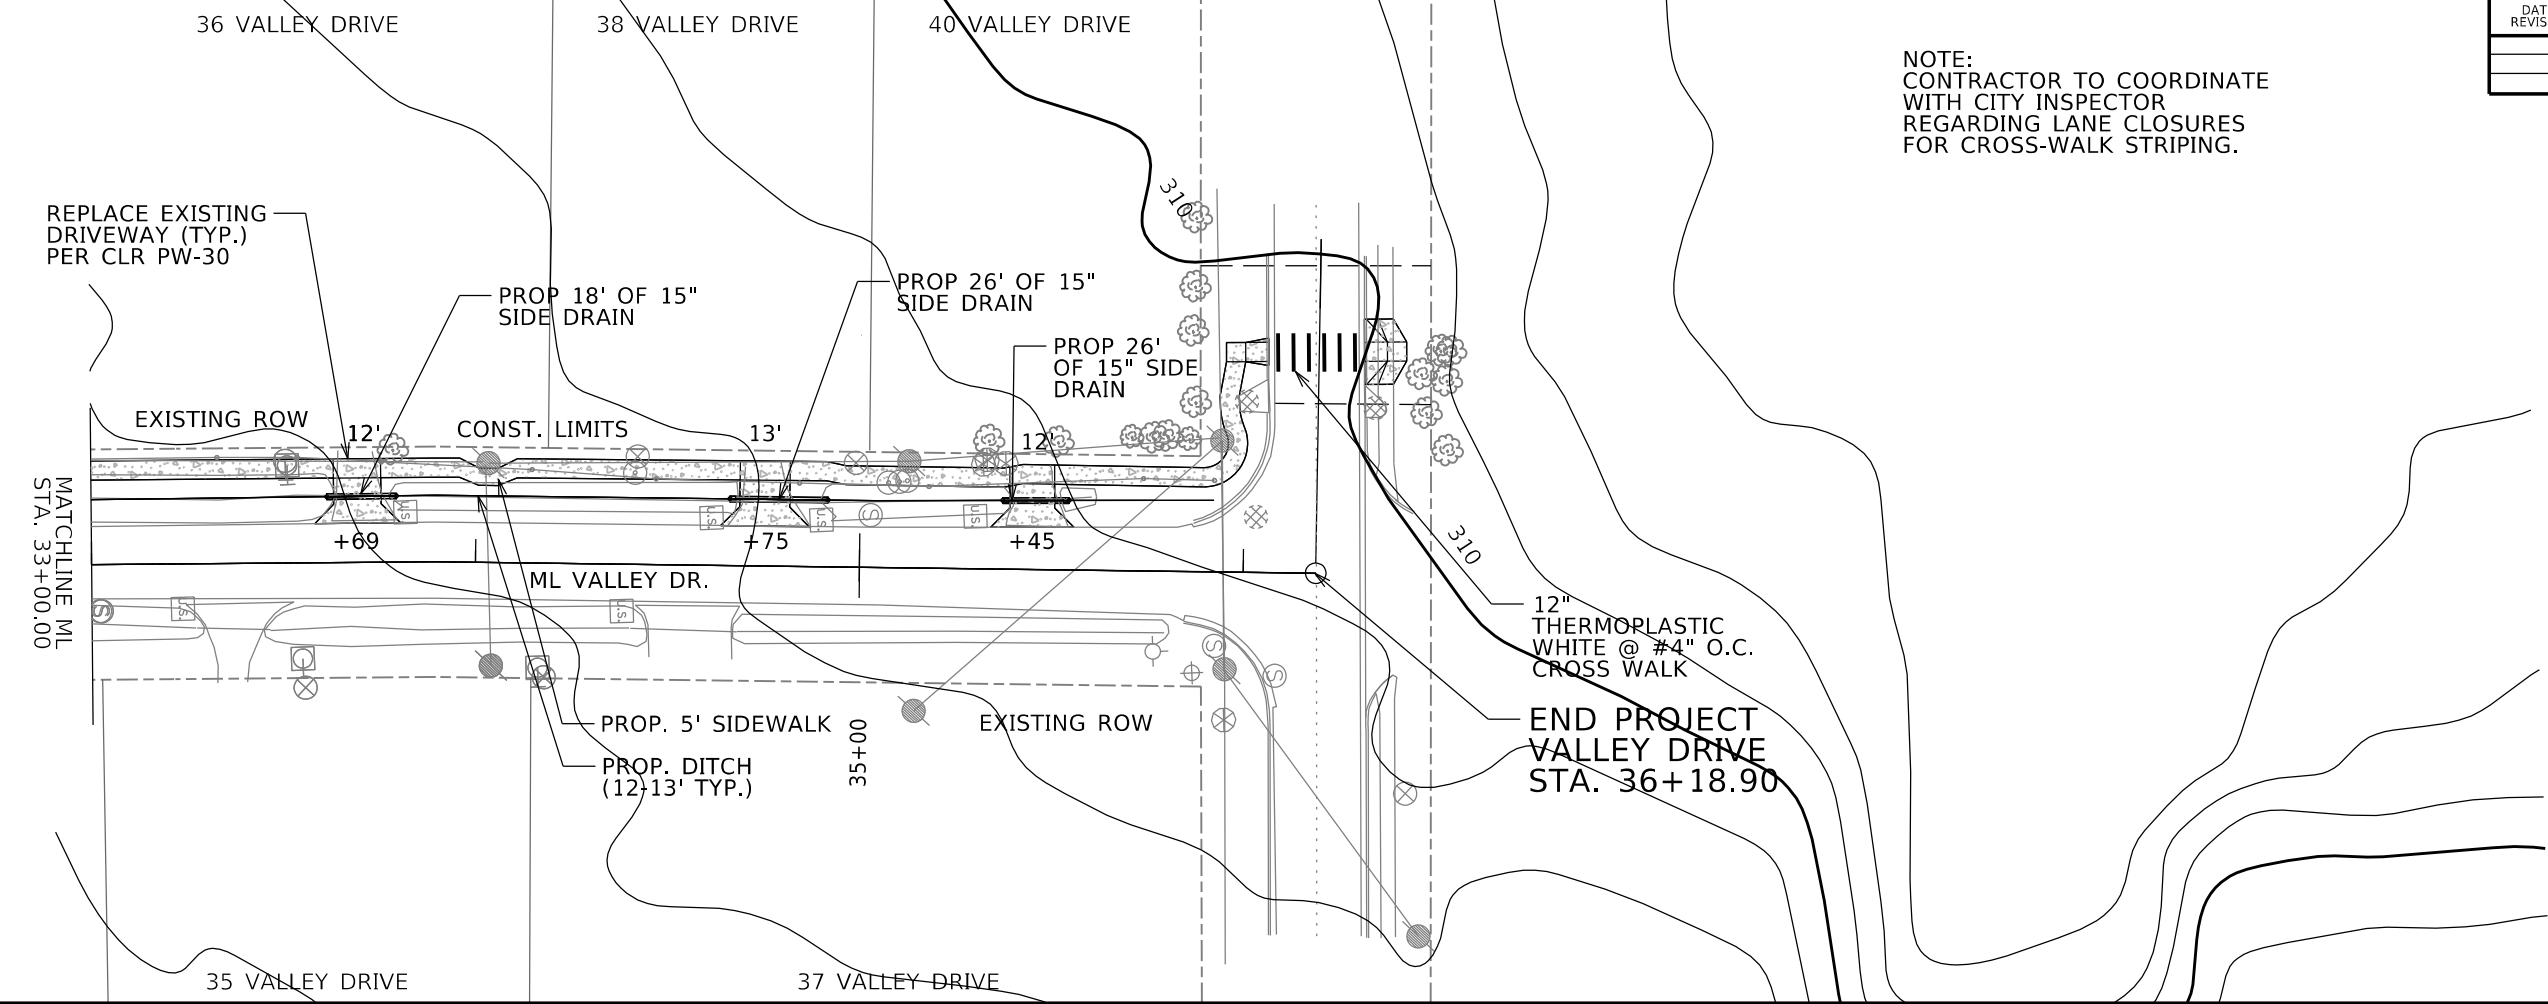 36 VALLEY DRIVE
38 VALLEY DRIVE
40 VALLEY DRIVE
DAT
REVIS
NOTE:
CONTRACTOR TO COORDINATE
WITH CITY INSPECTOR
REGARDING LANE CLOSURES
FOR CROSS-WALK STRIPING.
REPLACE EXISTING
DRIVEWAY (TYP.)
PER CLR PW-30
PROP 18' OF 15"
SIDE DRAIN
PROP 26' OF 15"
SIDE DRAIN
PROP 26'
OF 15" SIDE
DRAIN
310
EXISTING ROW
12'
CONST. LIMITS
13'
12'
MATCHLINE ML
STA. 33+00.00
U.S.
U.S.
U.S.
S
U.S.
+69
+75
+45
310
ML VALLEY DR.
S
U.S.
U.S.
S
S
12"
THERMOPLASTIC
WHITE @ #4" O.C.
CROSS WALK
PROP. 5' SIDEWALK
PROP. DITCH
(12-13' TYP.)
35+00
EXISTING ROW
END PROJECT
VALLEY DRIVE
STA. 36+18.90
35 VALLEY DRIVE
37 VALLEY DRIVE